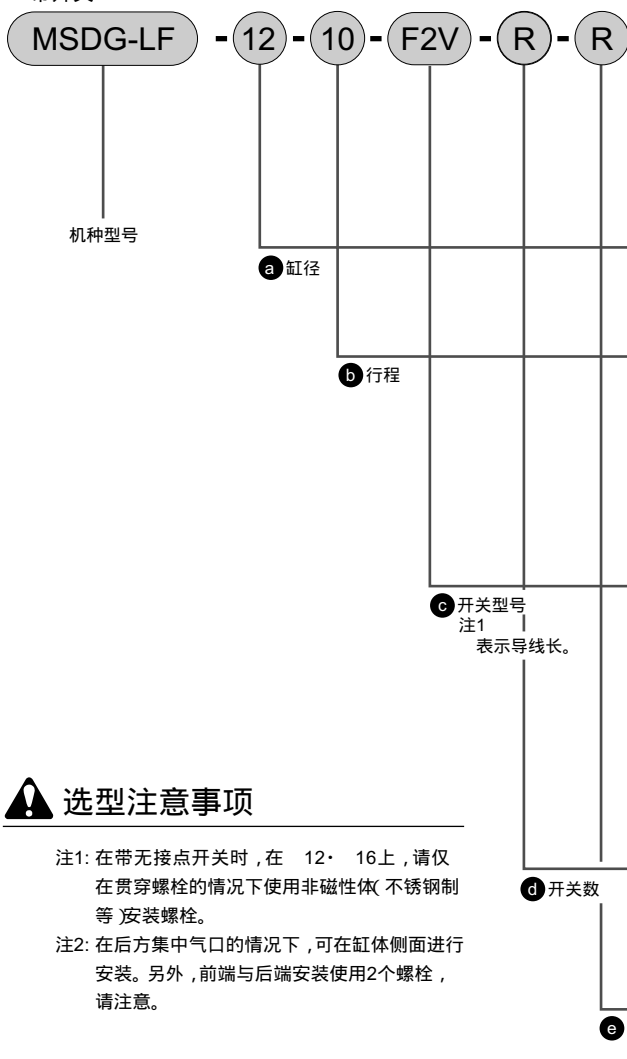 MSDG-LF - 12 - 10 - F2V - R - R
机种型号
a 缸径
b 行程
c 开关型号
注1
表示导线长。
选型注意事项
注1: 在带无接点开关时,在 12· 16上,请仅
在贯穿螺栓的情况下使用非磁性体(不锈钢制
等)安装螺栓。
注2: 在后方集中气口的情况下,可在缸体侧面进行
安装。另外,前端与后端安装使用2个螺栓,
请注意。
d 开关数
e